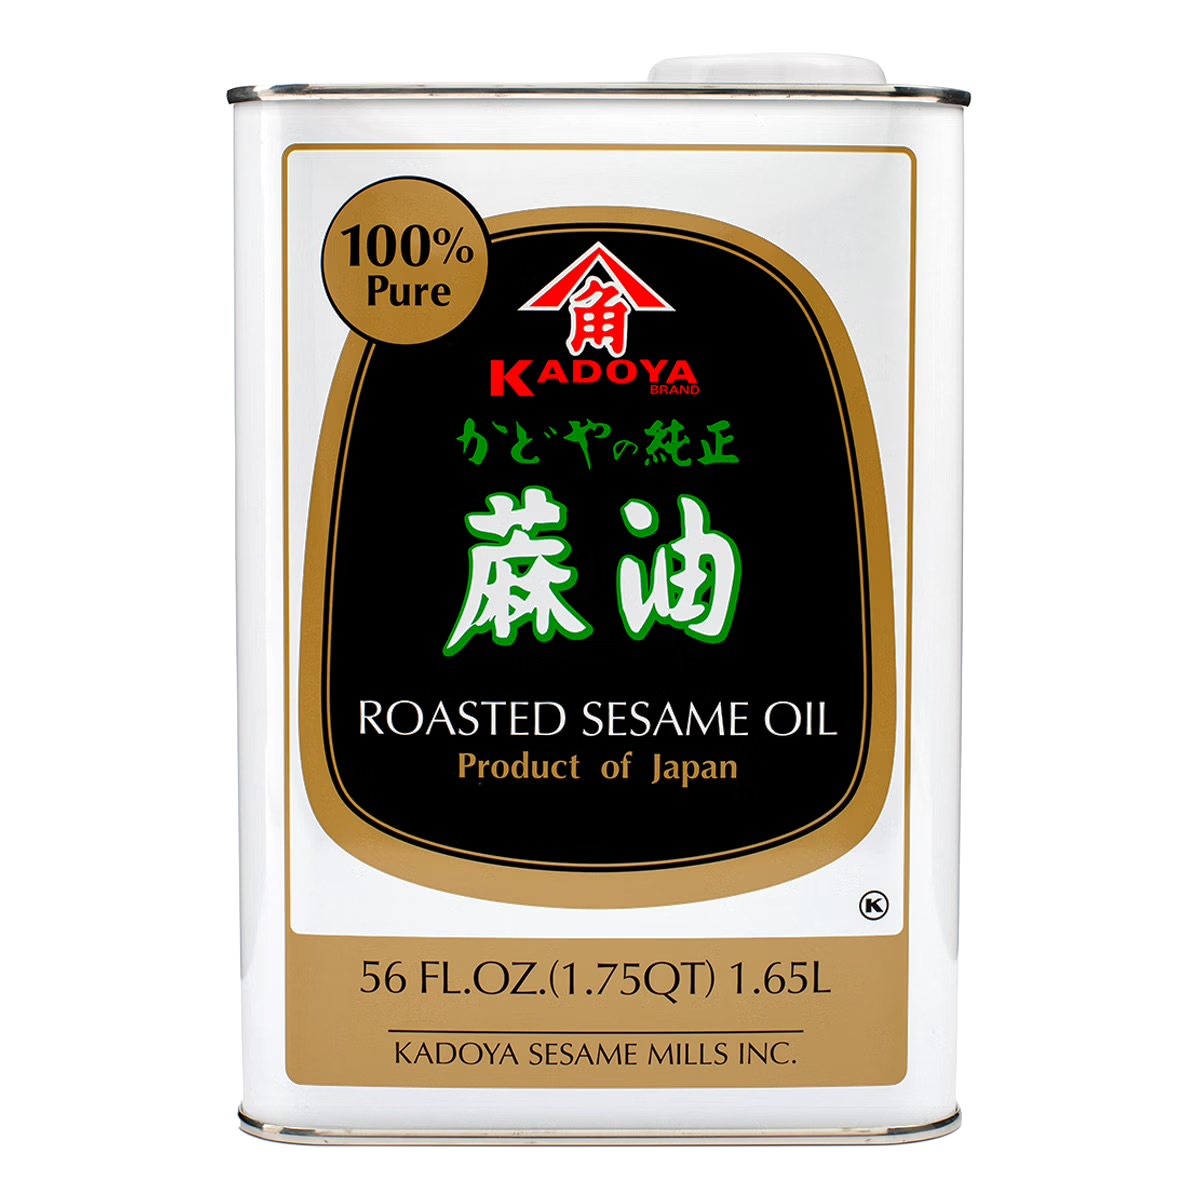 100%
Pure
角
KADOYA
BRAND
かどやの純正
蔴油
ROASTED SESAME OIL
Product of Japan
K
56 FL.OZ.(1.75QT) 1.65L
KADOYA SESAME MILLS INC.